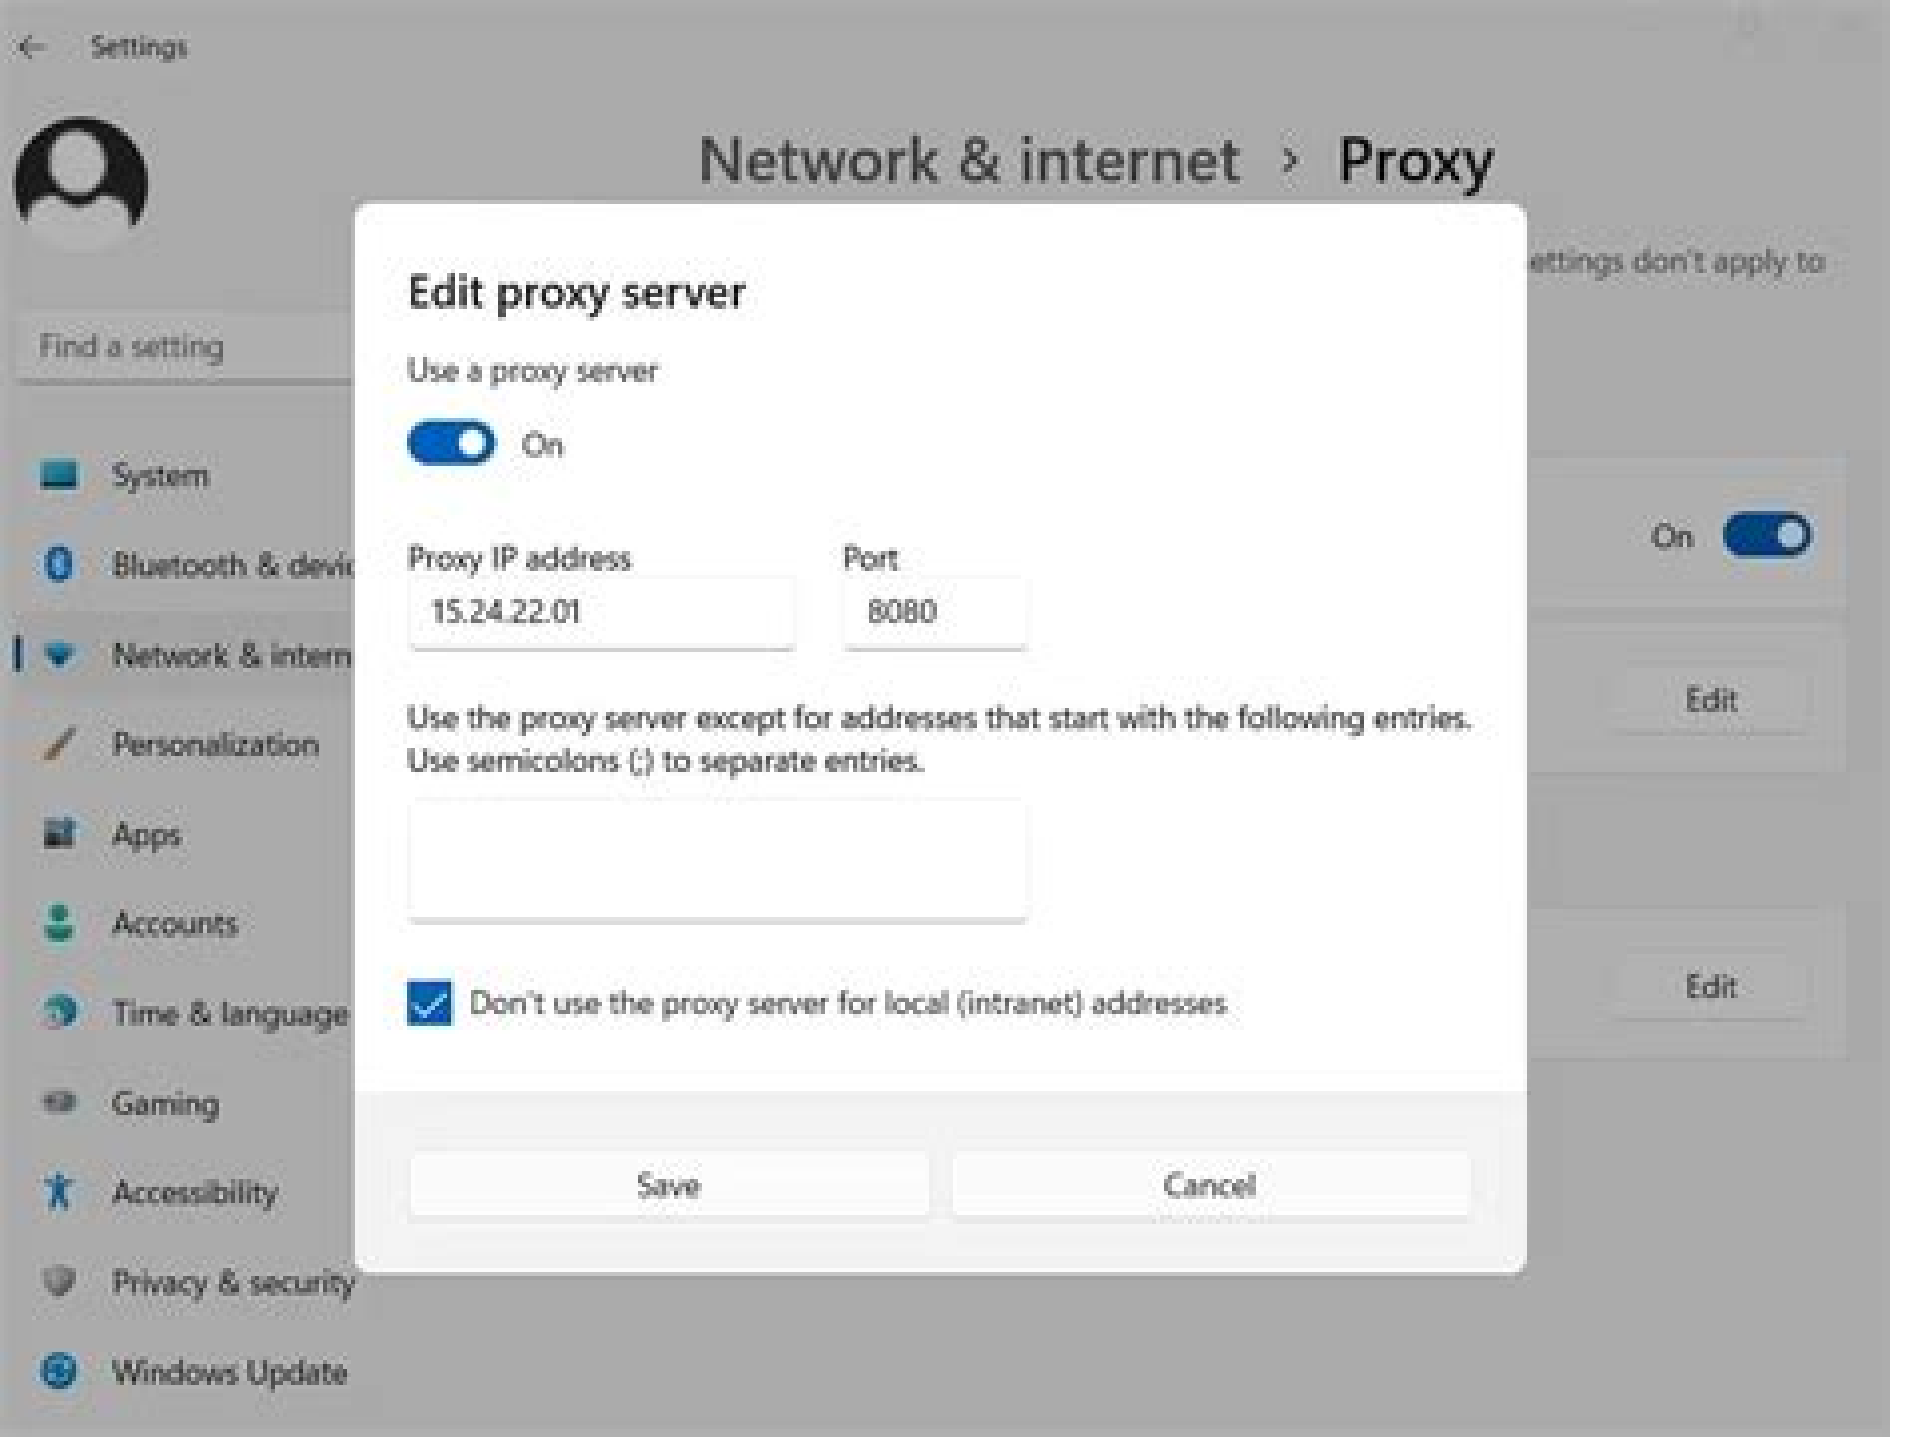 Settings
Network & internet > Proxy
ettings don't apply to
Find a setting
System
Bluetooth & devic
Network & intern
Personalization
Apps
Accounts
Time & language
Gaming
Accessibility
Privacy & security
Windows Update
Edit proxy server
Use a proxy server
On
Proxy IP address Port
15.24.22.01 8080
Use the proxy server except for addresses that start with the following entries.
Use semicolons (;) to separate entries.
Don't use the proxy server for local (intranet) addresses
Save Cancel
On
Edit
Edit